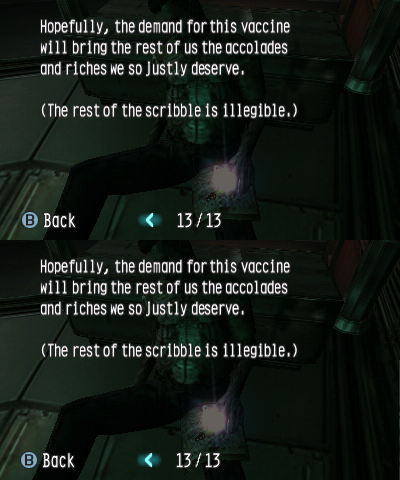 Hopefully, the demand for this vaccine
will bring the rest of us the accolades
and riches we so justly deserve.
(The rest of the scribble is illegible.)
B Back
13/13
Hopefully, the demand for this vaccine
will bring the rest of us the accolades
and riches we so justly deserve.
(The rest of the scribble is illegible.)
B Back
13/13